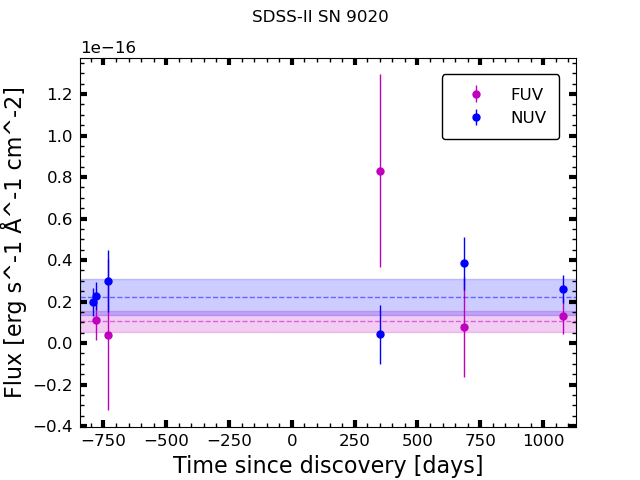 SDSS-II SN 9020
1e−16
Flux [erg s^-1 Å^-1 cm^-2]
1.2
1.0
0.8
0.6
0.4
0.2
0.0
−0.2
−0.4
FUV
NUV
−750 −500 −250 0 250 500 750 1000
Time since discovery [days]